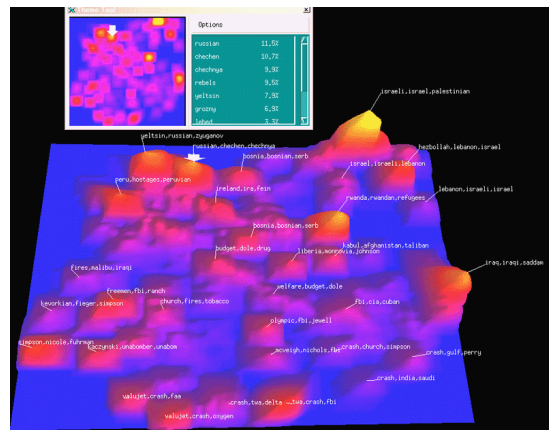 Options
russian 11,5%
chechen 10,7%
chechnya 9,9%
rebels 9,5%
yeltsin 7,9%
grozny 6,9%
lebed 3,3%
israeli,israel,palestinian
yeltsin,russian,zyuganov
russian,chechen,chechnya
hezbollah,lebanon,israel
bosnia,bosnian,serb
israel,israeli,lebanon
peru,hostages,peruvian
ireland,ira,fein
lebanon,israeli,israel
rwanda,rwandan,refugees
bosnia,bosnian,serb
budget,dole,drug
kabul,afghanistan,taliban
liberia,monrovia,johnson
iraq,iraqi,saddam
fires,malibu,iraqi
welfare,budget,dole
freemen,fbi,ranch
kevorkian,fieger,simpson
church,fires,tobacco
fbi,cia,cuban
olympic,fbi,jewell
simpson,nicole,fuhrman
kaczynski,unabomber,unabom
mcveigh,nichols,fbi
crash,church,simpson
crash,gulf,perry
crash,india,saudi
valujet,crash,faa
crash,twa,delta
twa,crash,fbi
valujet,crash,oxygen